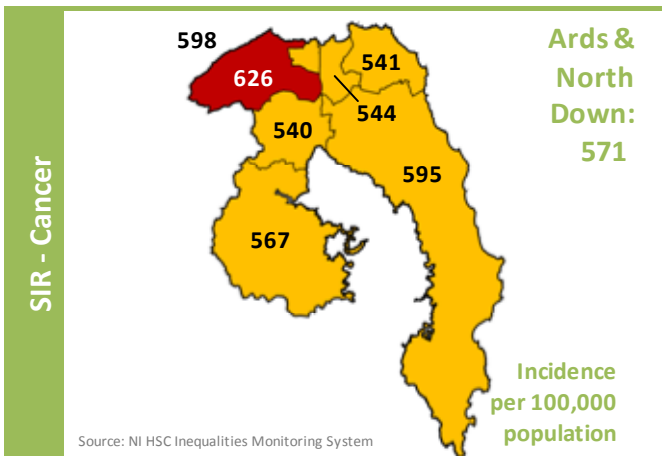 SIR - Cancer
598
626
541
544
540
595
567
Ards &
North
Down:
571
Incidence
per 100,000
population
Source: NI HSC Inequalities Monitoring System